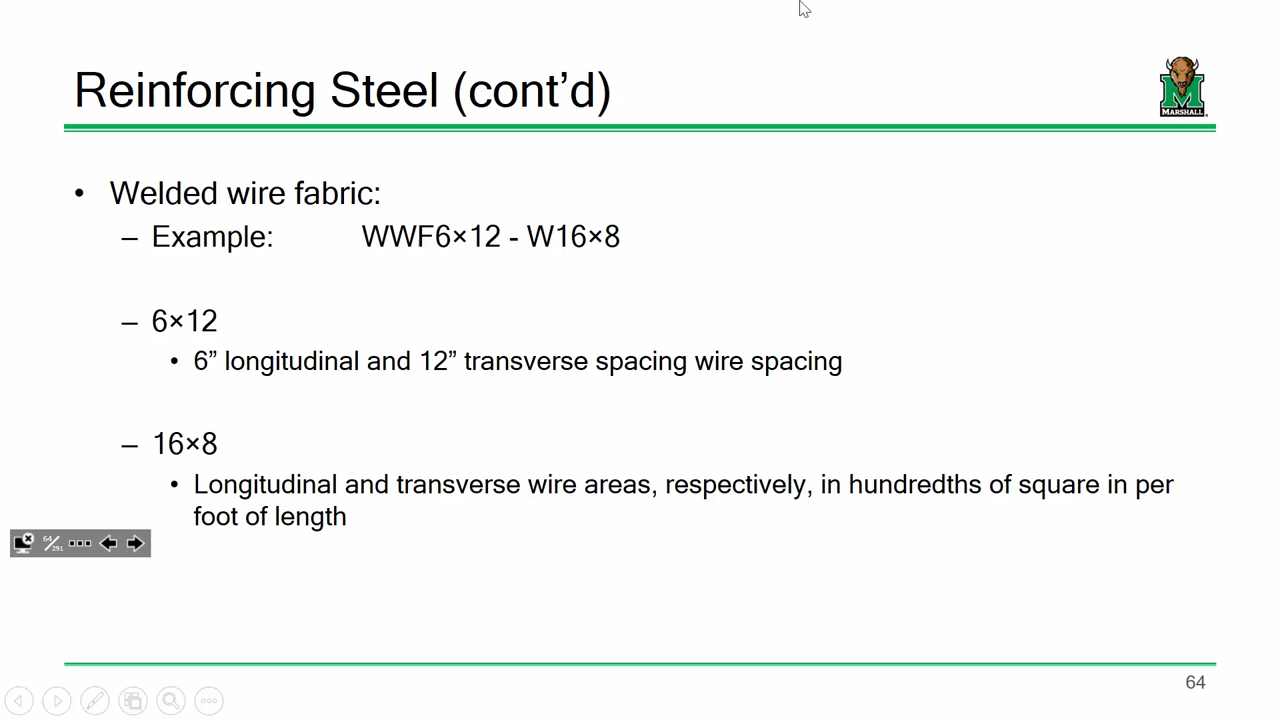 Reinforcing Steel (cont’d)
MARSHALL
• Welded wire fabric:
– Example: WWF6×12 - W16×8
– 6×12
• 6” longitudinal and 12” transverse spacing wire spacing
– 16×8
• Longitudinal and transverse wire areas, respectively, in hundredths of square in per
foot of length
64/291
64